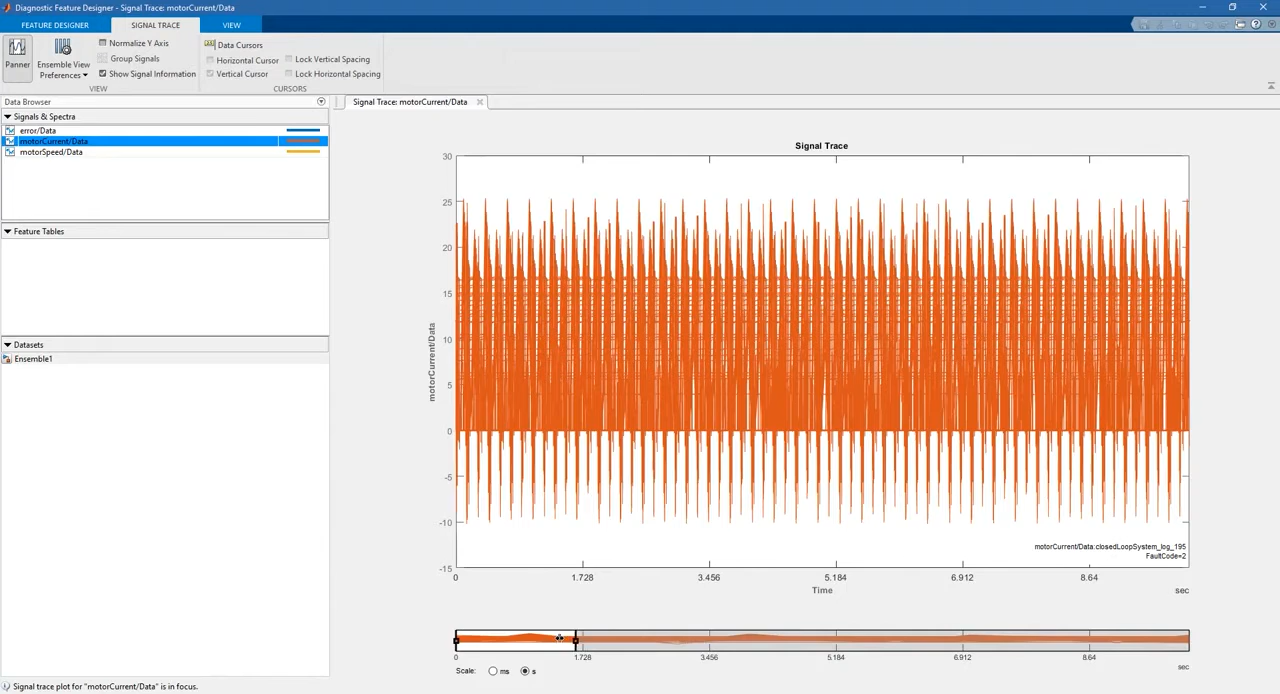 Diagnostic Feature Designer - Signal Trace: motorCurrent/Data
FEATURE DESIGNER SIGNAL TRACE VIEW
Panner
Ensemble View
Preferences
Normalize Y Axis
Group Signals
Show Signal Information
VIEW
Data Cursors
Horizontal Cursor Lock Vertical Spacing
Vertical Cursor Lock Horizontal Spacing
CURSORS
Data Browser
Signals & Spectra
error/Data
motorCurrent/Data
motorSpeed/Data
Feature Tables
Datasets
Ensemble1
Signal Trace: motorCurrent/Data
Signal Trace
30
25
20
15
10
5
0
-5
-10
-15
motorCurrent/Data
motorCurrent/Data:closedLoopSystem_log_195
FaultCode=2
0 1.728 3.456 5.184 6.912 8.64
Time sec
0 1.728 3.456 5.184 6.912 8.64
sec
Scale: ms s
Signal trace plot for "motorCurrent/Data" is in focus.